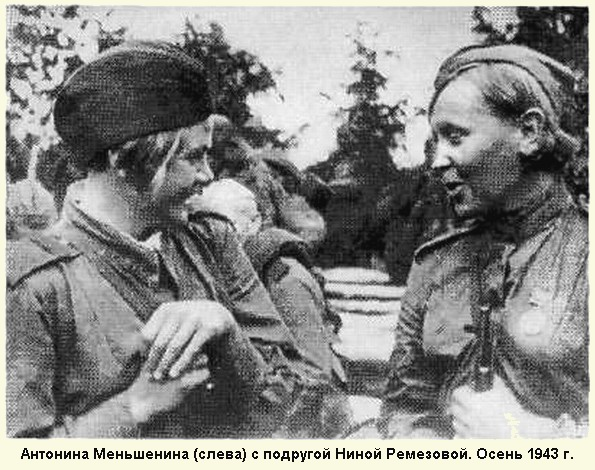 Антонина Меньшенина (слева) с подругой Ниной Ремезовой. Осень 1943 г.